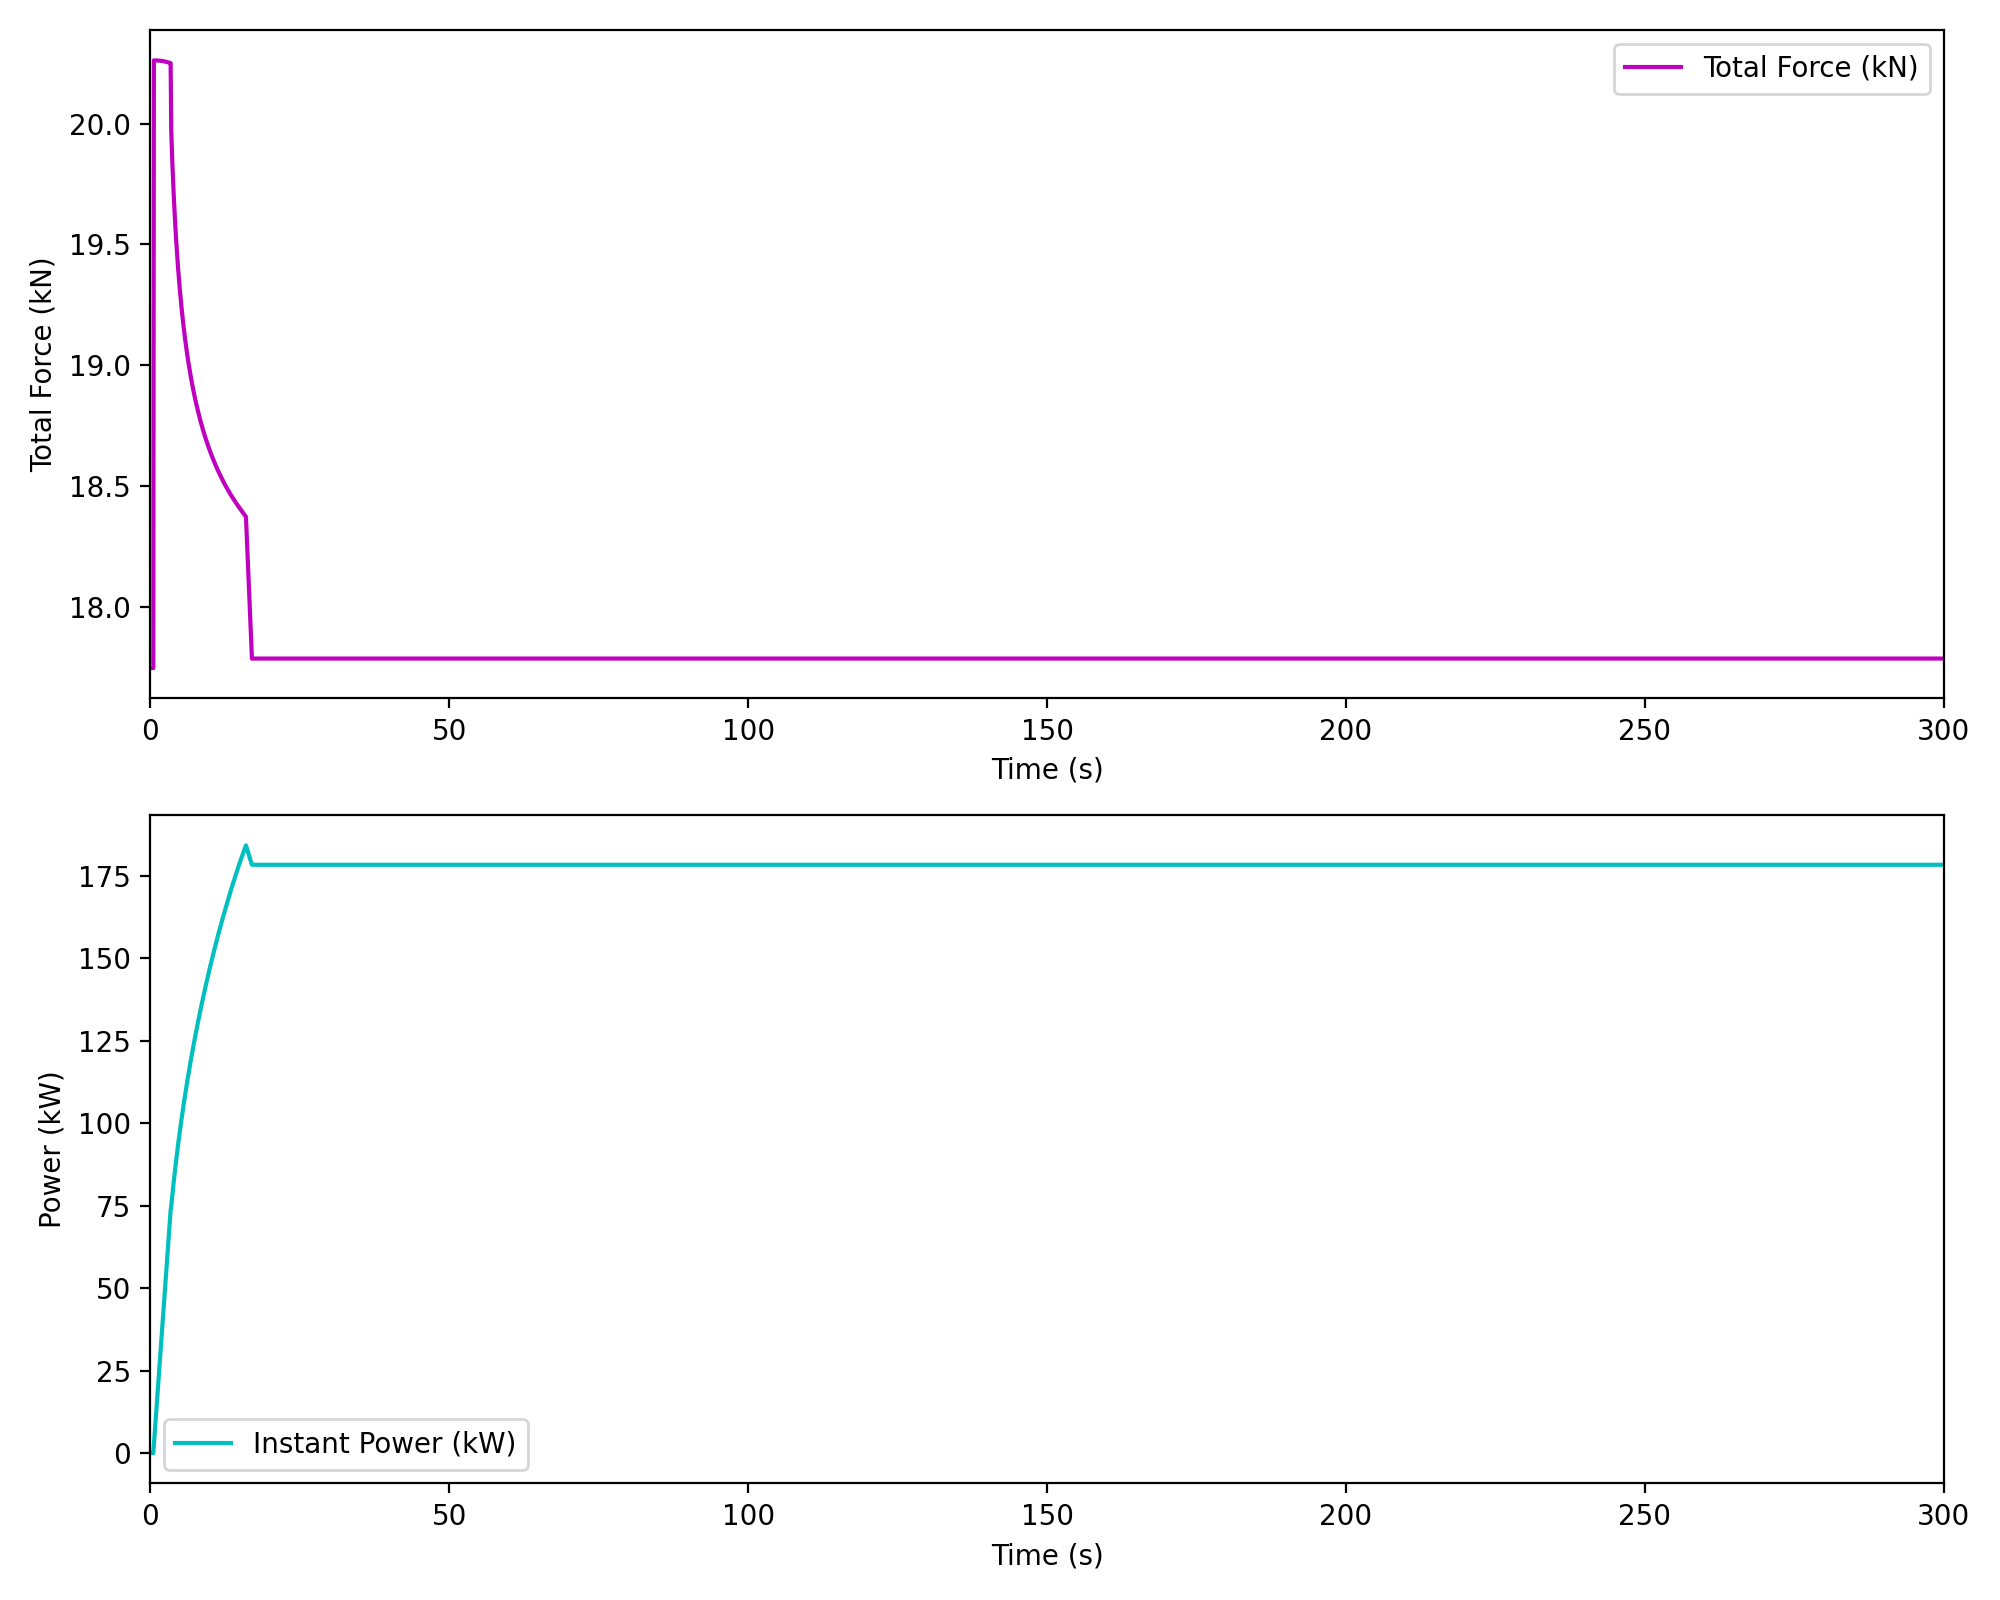 Total Force (kN)
Total Force (kN)
20.0
19.5
19.0
18.5
18.0
0 50 100 150 200 250 300
Time (s)
Power (kW)
175
150
125
100
75
50
25
0
Instant Power (kW)
0 50 100 150 200 250 300
Time (s)